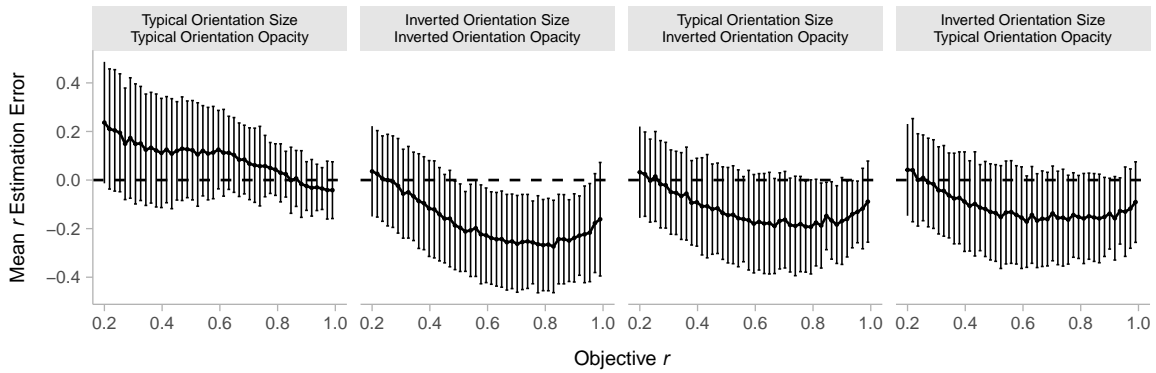 Typical Orientation Size
Typical Orientation Opacity
Inverted Orientation Size
Inverted Orientation Opacity
Typical Orientation Size
Inverted Orientation Opacity
Inverted Orientation Size
Typical Orientation Opacity
Mean r Estimation Error
0.4
0.2
0.0
−0.2
−0.4
0.2 0.4 0.6 0.8 1.0
0.2 0.4 0.6 0.8 1.0
0.2 0.4 0.6 0.8 1.0
0.2 0.4 0.6 0.8 1.0
Objective r